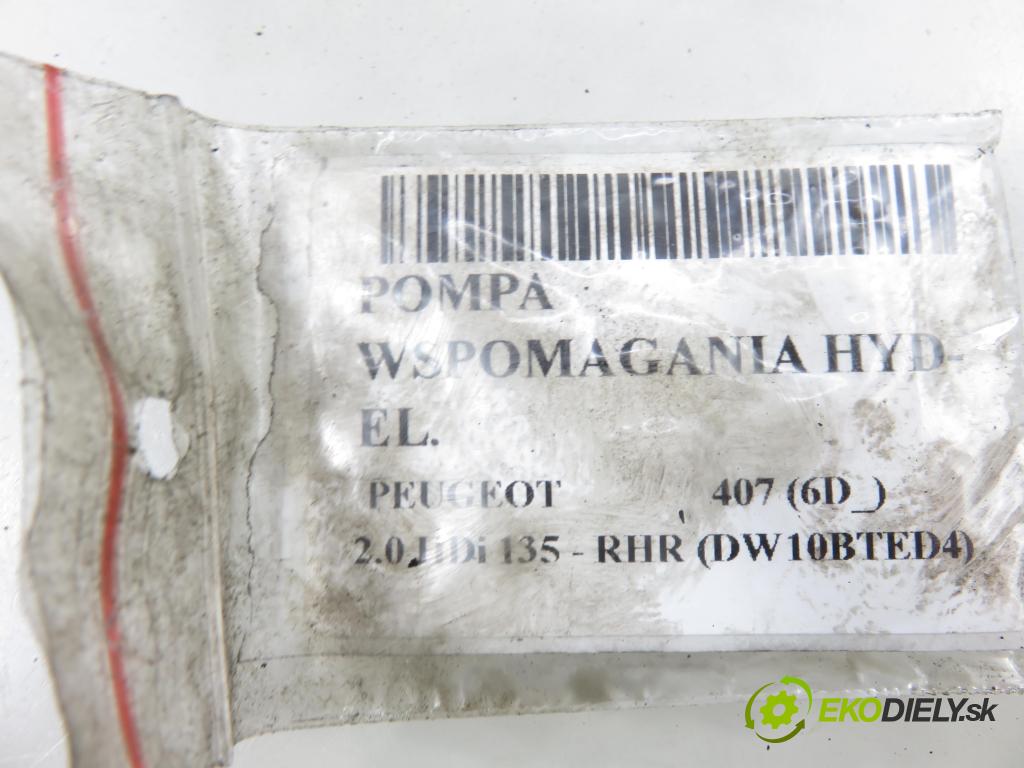 POMPA
WSPOMAGANIA HYD-
EL.
PEUGEOT 407 (6D_)
2.0 HDi 135 - RHR (DW10BTED4)
EKODIELY.sk